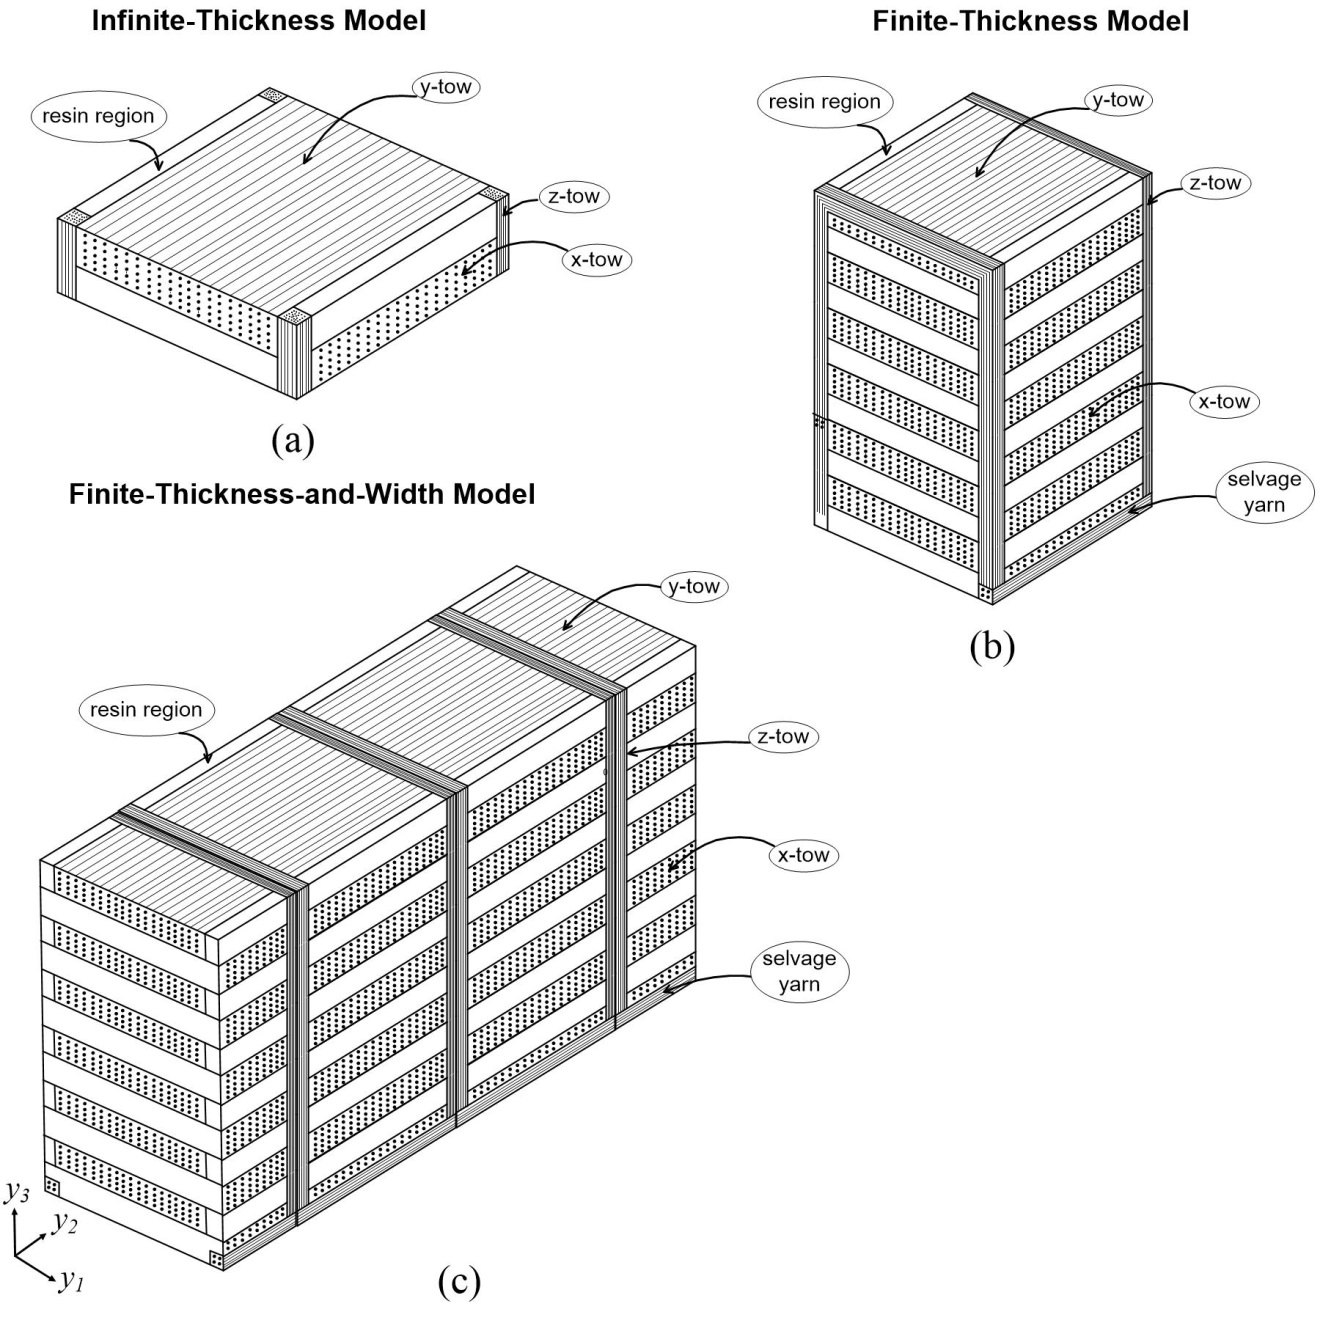 Infinite-Thickness Model
resin region
y-tow
z-tow
x-tow
(a)
Finite-Thickness Model
resin region
y-tow
z-tow
x-tow
selvage
yarn
(b)
Finite-Thickness-and-Width Model
y-tow
resin region
z-tow
x-tow
selvage
yarn
y3
y2
y1
(c)